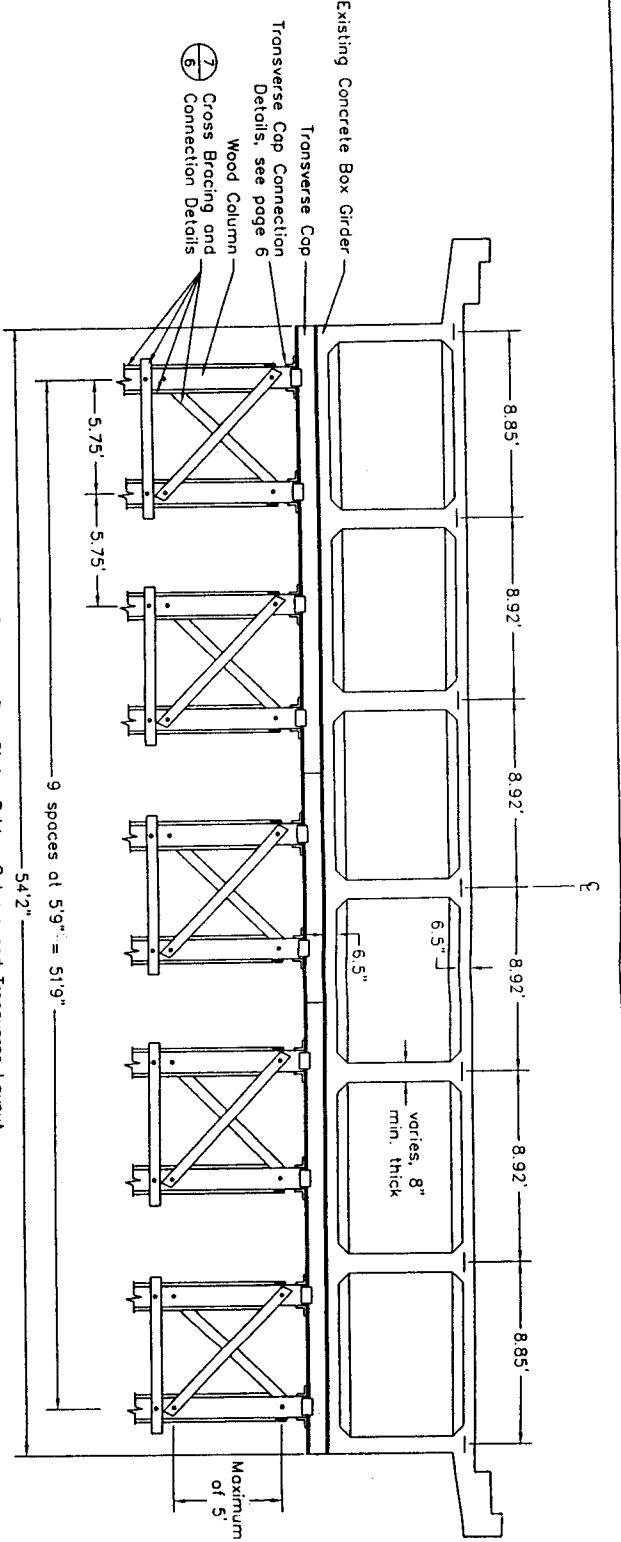 Existing Concrete Box Girder
Transverse Cap
Transverse Cap Connection
Details, see page 6
Wood Column
7
6
Cross Bracing and
Connection Details
8.85'
8.92'
8.92'
8.92'
8.92'
8.85'
℄
6.5"
6.5"
varies, 8"
min. thick
5.75'
5.75'
9 spaces at 5'9" = 51'9"
54'2"
Maximum
of 5'
and Transverse Layout